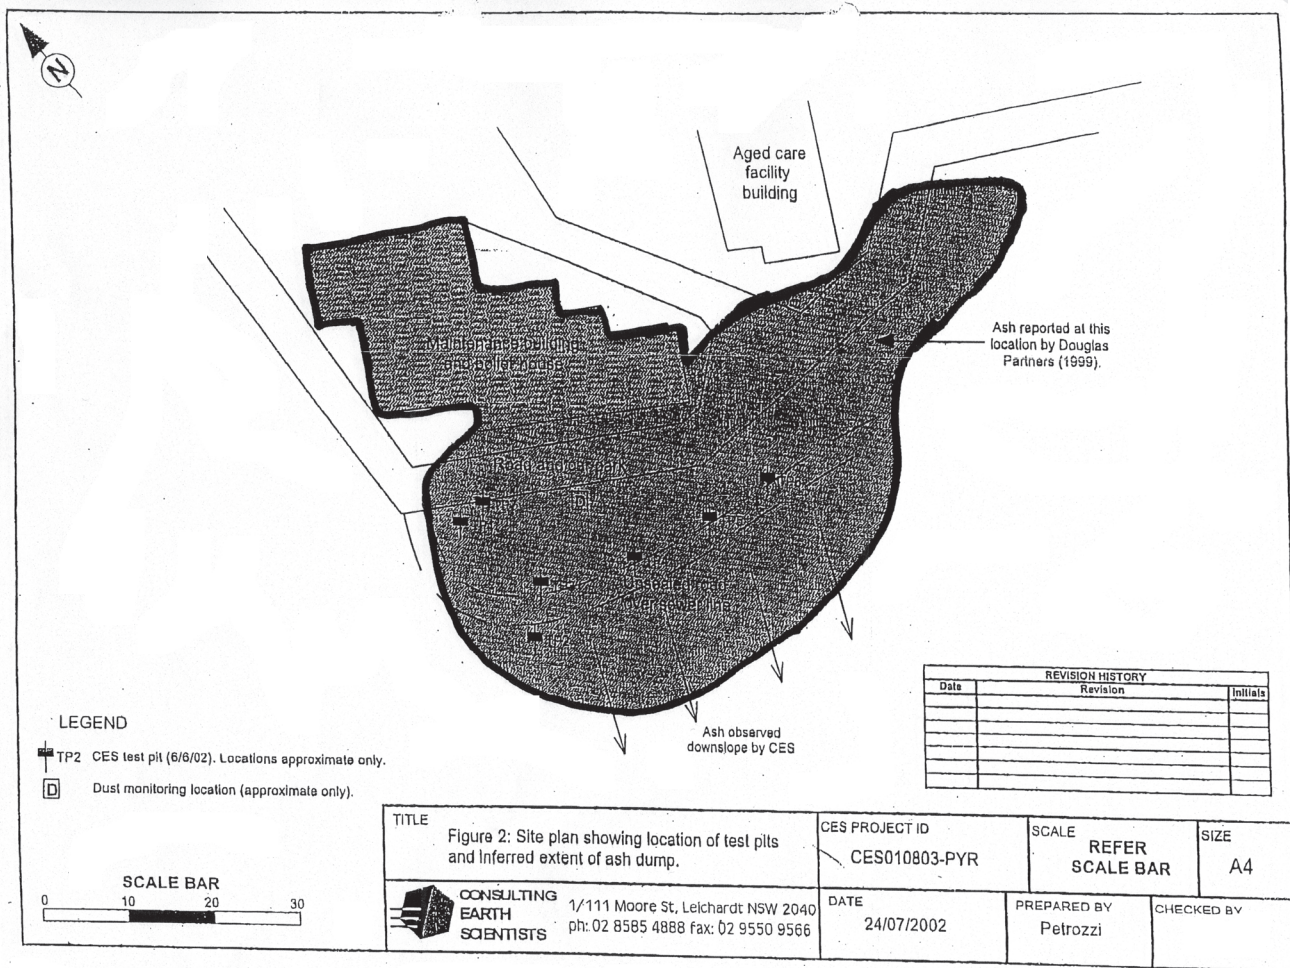 N
Aged care
facility
building
Ash reported at this
location by Douglas
Partners (1999).
Maintenance building
and boiler house
Road and car park
D
Unsealed
over sewer line
Ash observed
downslope by CES
REVISION HISTORY
Date Revision Initials
LEGEND
TP2 CES test pit (6/6/02). Locations approximate only.
D Dust monitoring location (approximate only).
SCALE BAR
0 10 20 30
TITLE
Figure 2: Site plan showing location of test pits
and inferred extent of ash dump.
CES PROJECT ID
CES010803-PYR
SCALE
REFER
SCALE BAR
SIZE
A4
CONSULTING
EARTH
SCIENTISTS
1/111 Moore St, Leichardt NSW 2040
ph: 02 8585 4888 fax: 02 9550 9566
DATE
24/07/2002
PREPARED BY
Petrozzi
CHECKED BY